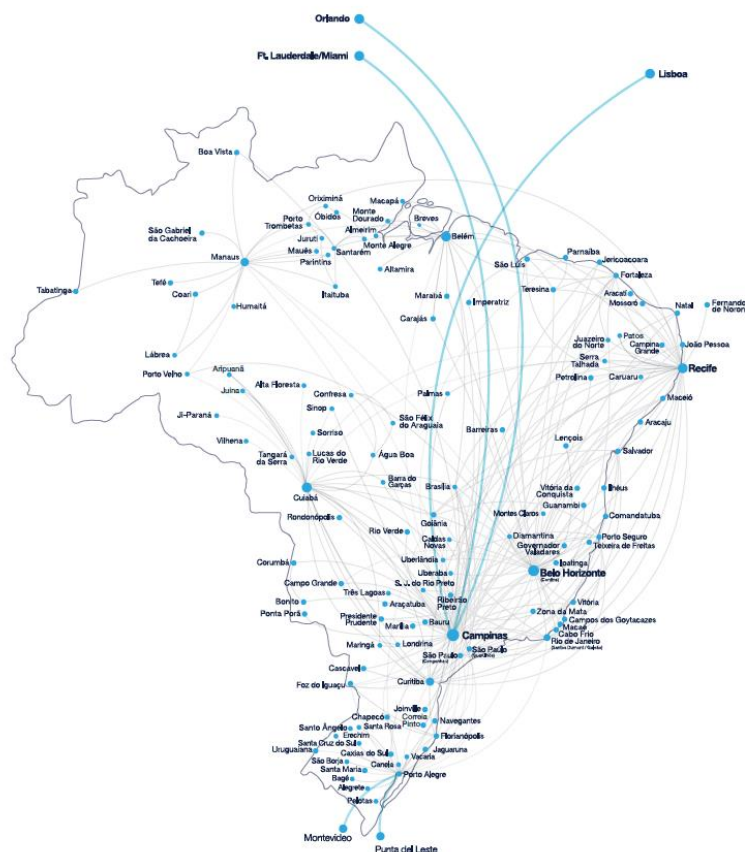 Orlando
Ft. Lauderdale/Miami
Lisboa
Boa Vista
Oriximiná
Macapá
Óbidos
Monte
Dourado
Breves
Porto
Trombetas
Almeirim
Belém
São Gabriel
da Cachoeira
Juruti
Monte Alegre
Maués
Santarém
Manaus
Parintins
Parnaíba
Jericoacoara
São Luís
Altamira
Fortaleza
Tabatinga
Tefé
Coari
Itaituba
Teresina
Aracati
Humaitá
Marabá
Imperatriz
Mossoró
Natal
Fernando
de Noron
Carajás
Patos
Juazeiro
do Norte
Campina
Grande
João Pessoa
Lábrea
Serra
Talhada
Recife
Porto Velho
Aripuanã
Petrolina
Caruaru
Juína
Alta Floresta
Confresa
Palmas
Maceió
Sinop
Ji-Paraná
São Félix
do Araguaia
Aracaju
Barreiras
Sorriso
Vilhena
Lençois
Tangará
da Serra
Lucas do
Rio Verde
Água Boa
Salvador
Cuiabá
Barra do
Garças
Brasília
Vitória da
Conquista
Ilhéus
Guanambi
Rondonópolis
Goiânia
Montes Claros
Comandatuba
Rio Verde
Caldas
Novas
Diamantina
Porto Seguro
Governador
Valadares
Teixeira de Freitas
Corumbá
Uberlândia
Ipatinga
Uberaba
Belo Horizonte
(Confins)
Campo Grande
S. J. do Rio Preto
Três Lagoas
Ribeirão
Preto
Bonito
Araçatuba
Vitória
Ponta Porã
Presidente
Prudente
Bauru
Zona da Mata
Campos dos Goytacazes
Marília
Campinas
Macaé
Cabo Frio
Maringá
Londrina
São Paulo
(Congonhas)
São Paulo
(Guarulhos)
Rio de Janeiro
Cascavel
Foz do Iguaçu
Curitiba
Joinville
Chapecó
Correia
Pinto
Navegantes
Santo Ângelo
Santa Rosa
Erechim
Florianópolis
Santa Cruz do Sul
Uruguaiana
Caxias do Sul
Jaguaruna
Vacaria
São Borja
Canela
Santa Maria
Porto Alegre
Bagé
Alegrete
Pelotas
Montevideo
Punta del Leste